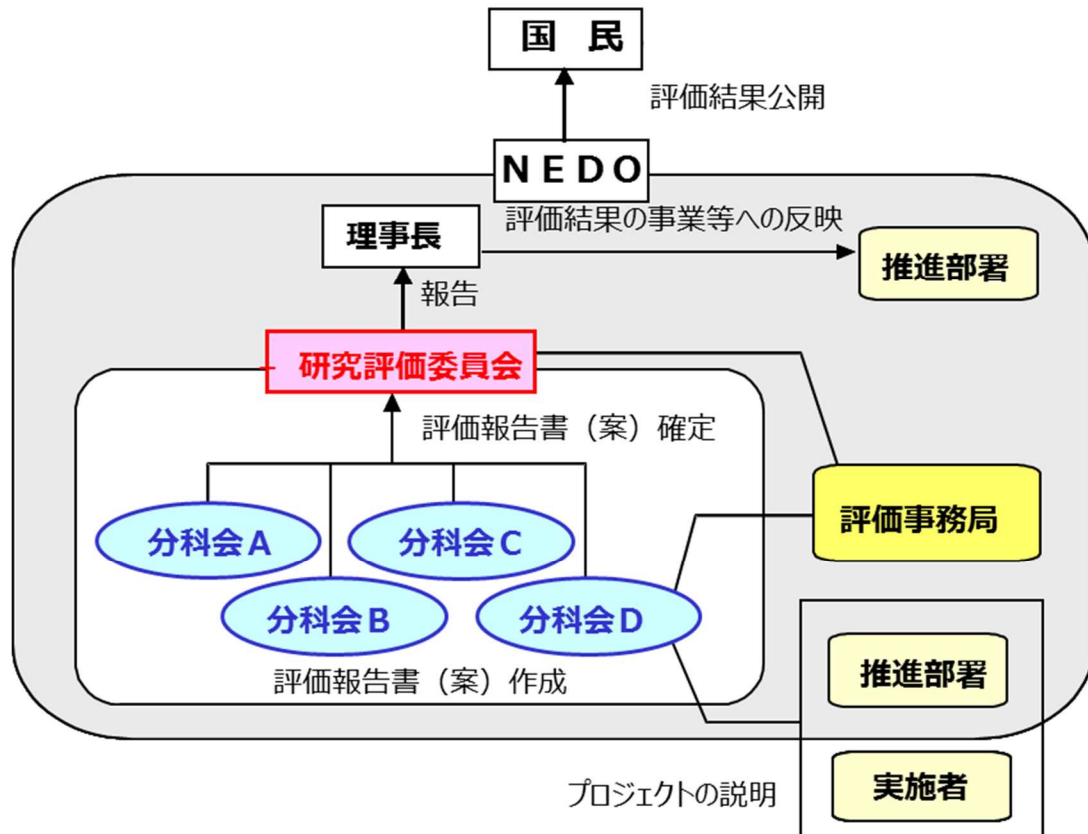 国 民
評価結果公開
NEDO
評価結果の事業等への反映
理事長
推進部署
報告
研究評価委員会
評価報告書（案）確定
評価事務局
分科会A
分科会C
分科会B
分科会D
評価報告書（案）作成
推進部署
プロジェクトの説明
実施者